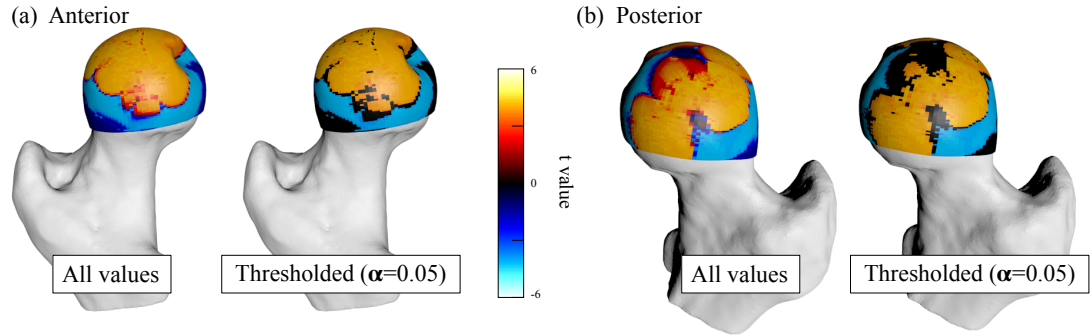 (a) Anterior
(b) Posterior
6
0
-6
t value
All values
Thresholded (α=0.05)
All values
Thresholded (α=0.05)